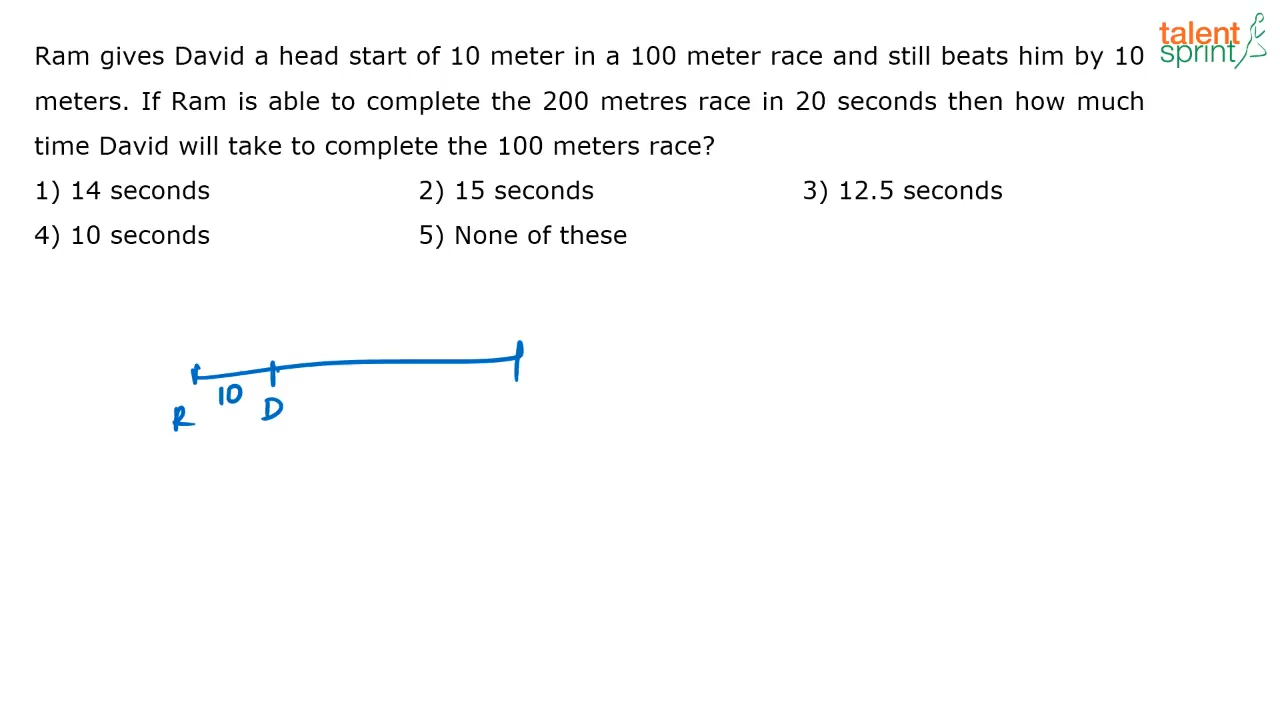 talent
sprint
Ram gives David a head start of 10 meter in a 100 meter race and still beats him by 10
meters. If Ram is able to complete the 200 metres race in 20 seconds then how much
time David will take to complete the 100 meters race?
1) 14 seconds 2) 15 seconds 3) 12.5 seconds
4) 10 seconds 5) None of these
10
R D